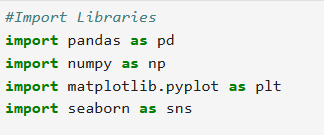 #Import Libraries
import pandas as pd
import numpy as np
import matplotlib.pyplot as plt
import seaborn as sns